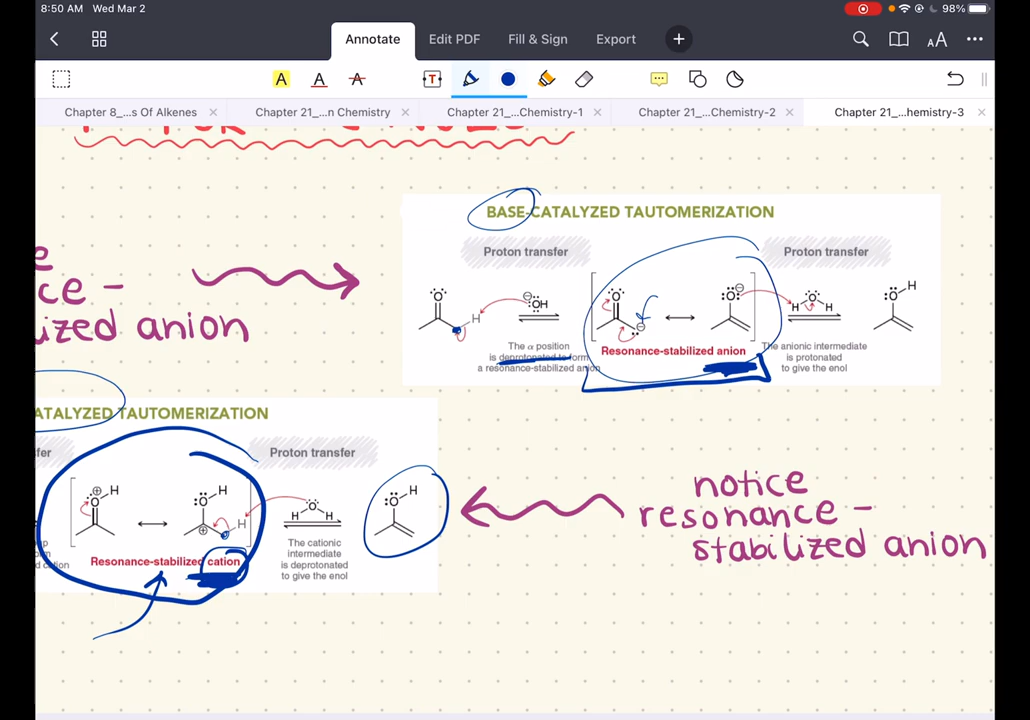 8:50 AM Wed Mar 2
98%
Annotate
Edit PDF
Fill & Sign
Export
A
A
A
T
AA
Chapter 8_...s Of Alkenes
Chapter 21_...n Chemistry
Chapter 21_...Chemistry-1
Chapter 21_...Chemistry-2
Chapter 21_...hemistry-3
BASE-CATALYZED TAUTOMERIZATION
Proton transfer
Proton transfer
ce -
ized anion
O
H
⊖
OH
O
⊖
O
⊖
H
O
H
O
H
The α position
is deprotonated to form
a resonance-stabilized anion
Resonance-stabilized anion
The anionic intermediate
is protonated
to give the enol
ATALYZED TAUTOMERIZATION
fer
Proton transfer
⊕
O
H
O
H
⊕
H
H
O
H
O
H
d cation
Resonance-stabilized cation
The cationic
intermediate
is deprotonated
to give the enol
notice
resonance -
stabilized anion